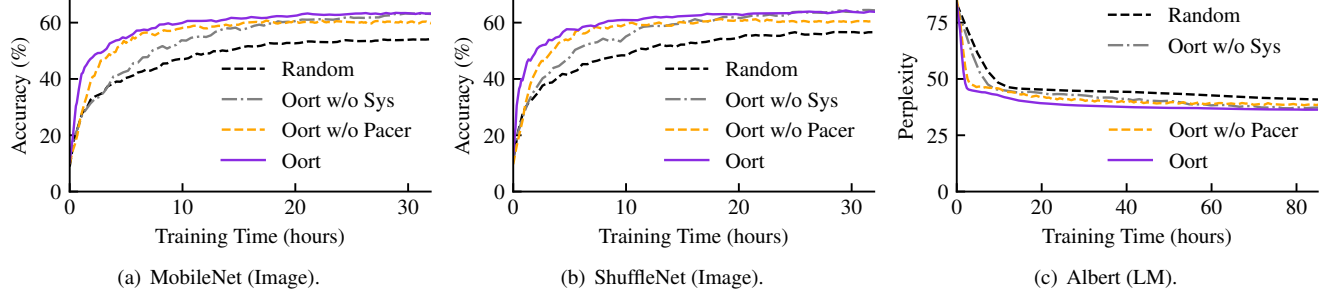 Accuracy (%)
60
40
20
0
0
10
20
30
Training Time (hours)
Random
Oort w/o Sys
Oort w/o Pacer
Oort
(a) MobileNet (Image).
Accuracy (%)
60
40
20
0
0
10
20
30
Training Time (hours)
Random
Oort w/o Sys
Oort w/o Pacer
Oort
(b) ShuffleNet (Image).
Perplexity
75
50
25
0
0
20
40
60
80
Training Time (hours)
Random
Oort w/o Sys
Oort w/o Pacer
Oort
(c) Albert (LM).